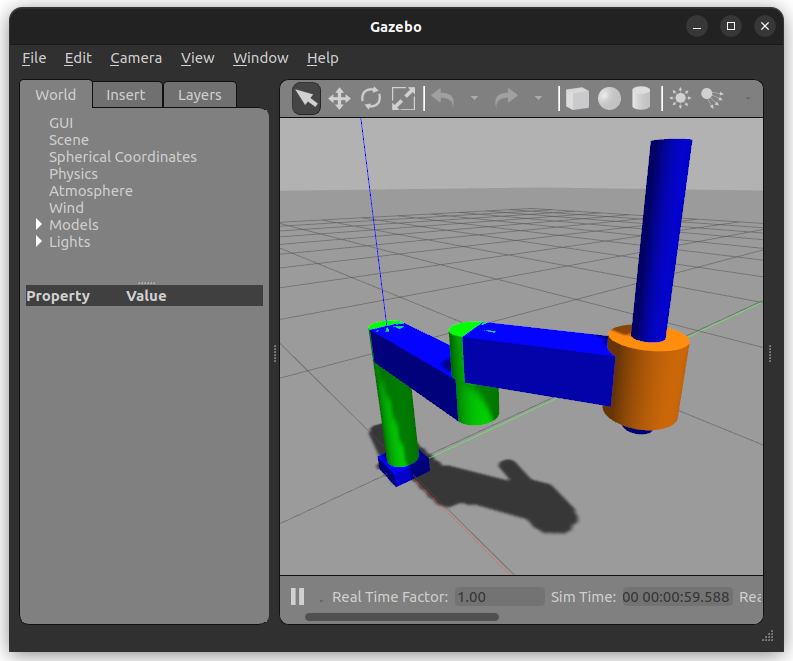 Gazebo
File Edit Camera View Window Help
World Insert Layers
GUI
Scene
Spherical Coordinates
Physics
Atmosphere
Wind
Models
Lights
Property Value
Real Time Factor: 1.00 Sim Time: 00 00:00:59.588 Rea